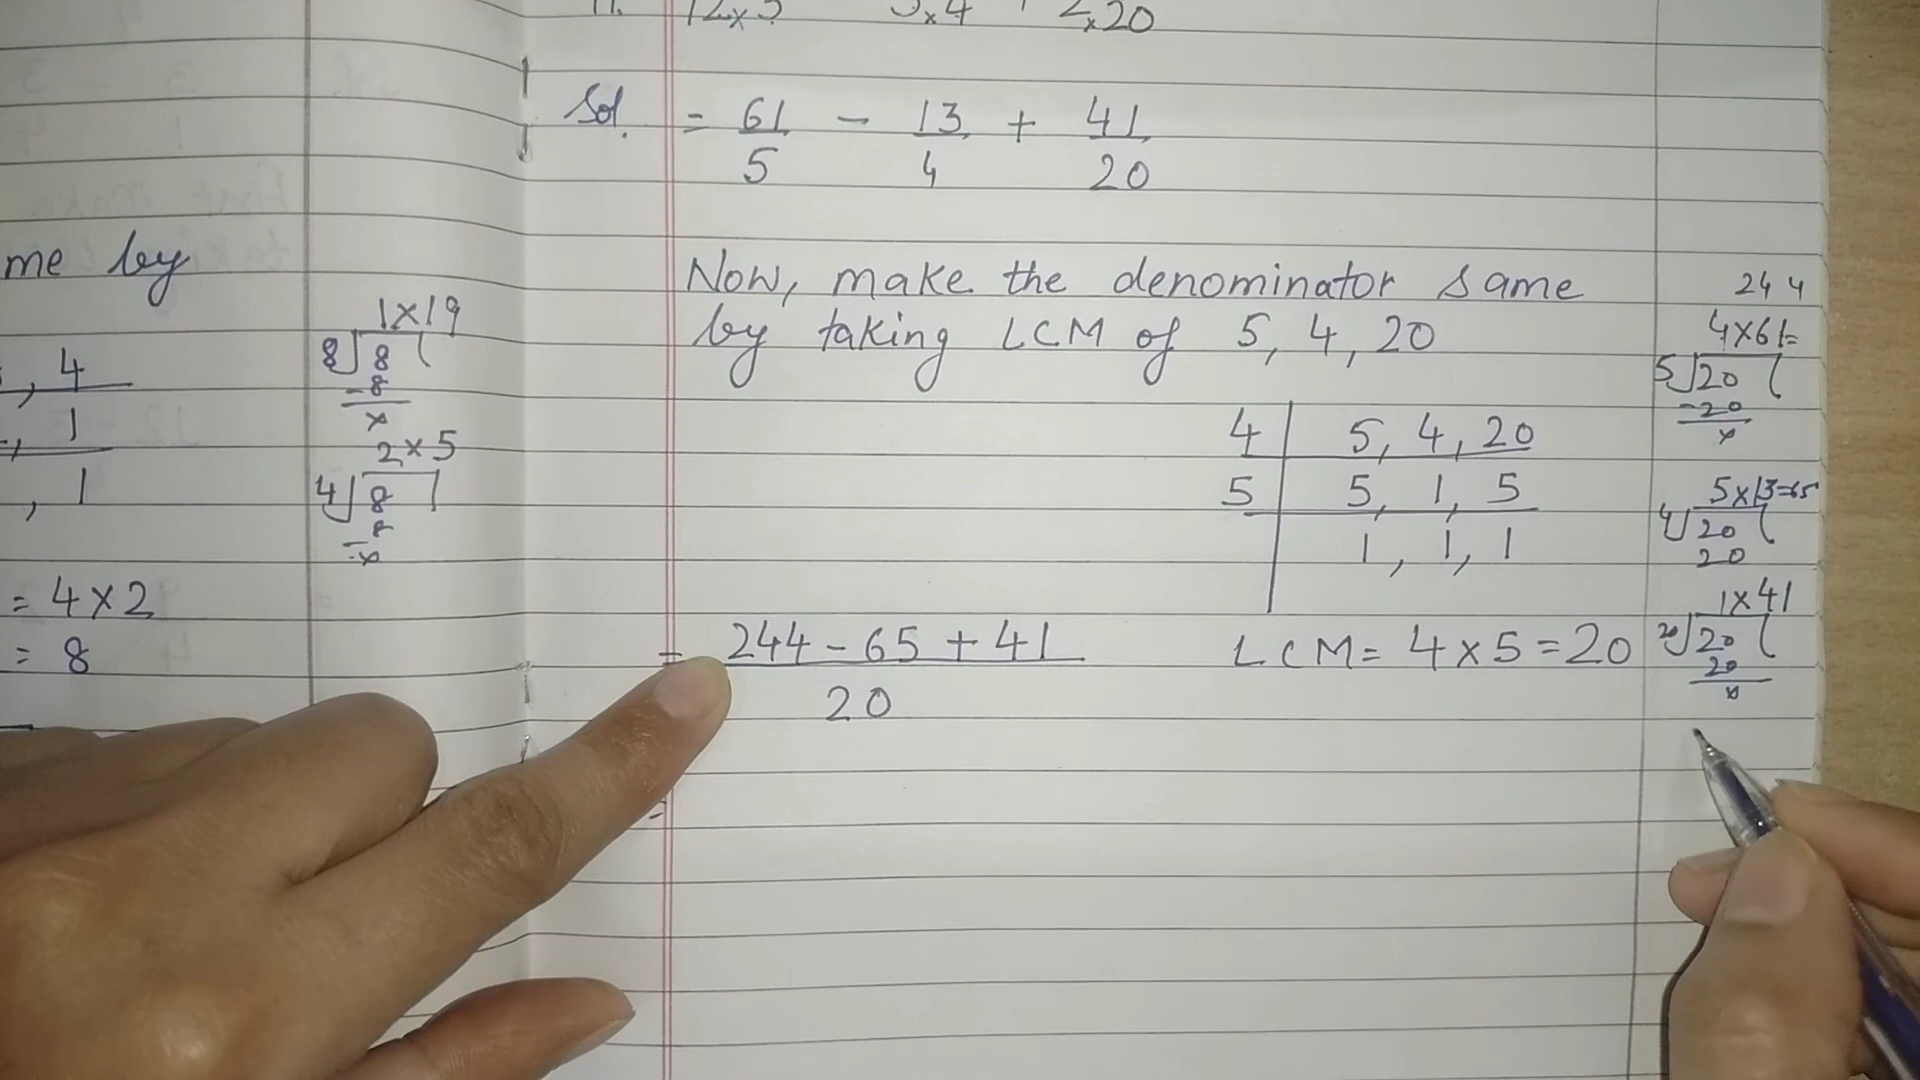 me by
, 4
, 1
, 1
= 4×2
= 8
1×19
8 8
-8
×
2×5
4 8
8
-×
Sol. = 61/5 - 13/4 + 41/20
Now, make the denominator same
by taking LCM of 5, 4, 20
4 | 5, 4, 20
5 | 5, 1, 5
1, 1, 1
= 244 - 65 + 41
20
LCM = 4×5=20
244
4×61=
5 20
-20
×
5×13=65
4 20
20
1×41
20 20
20
×